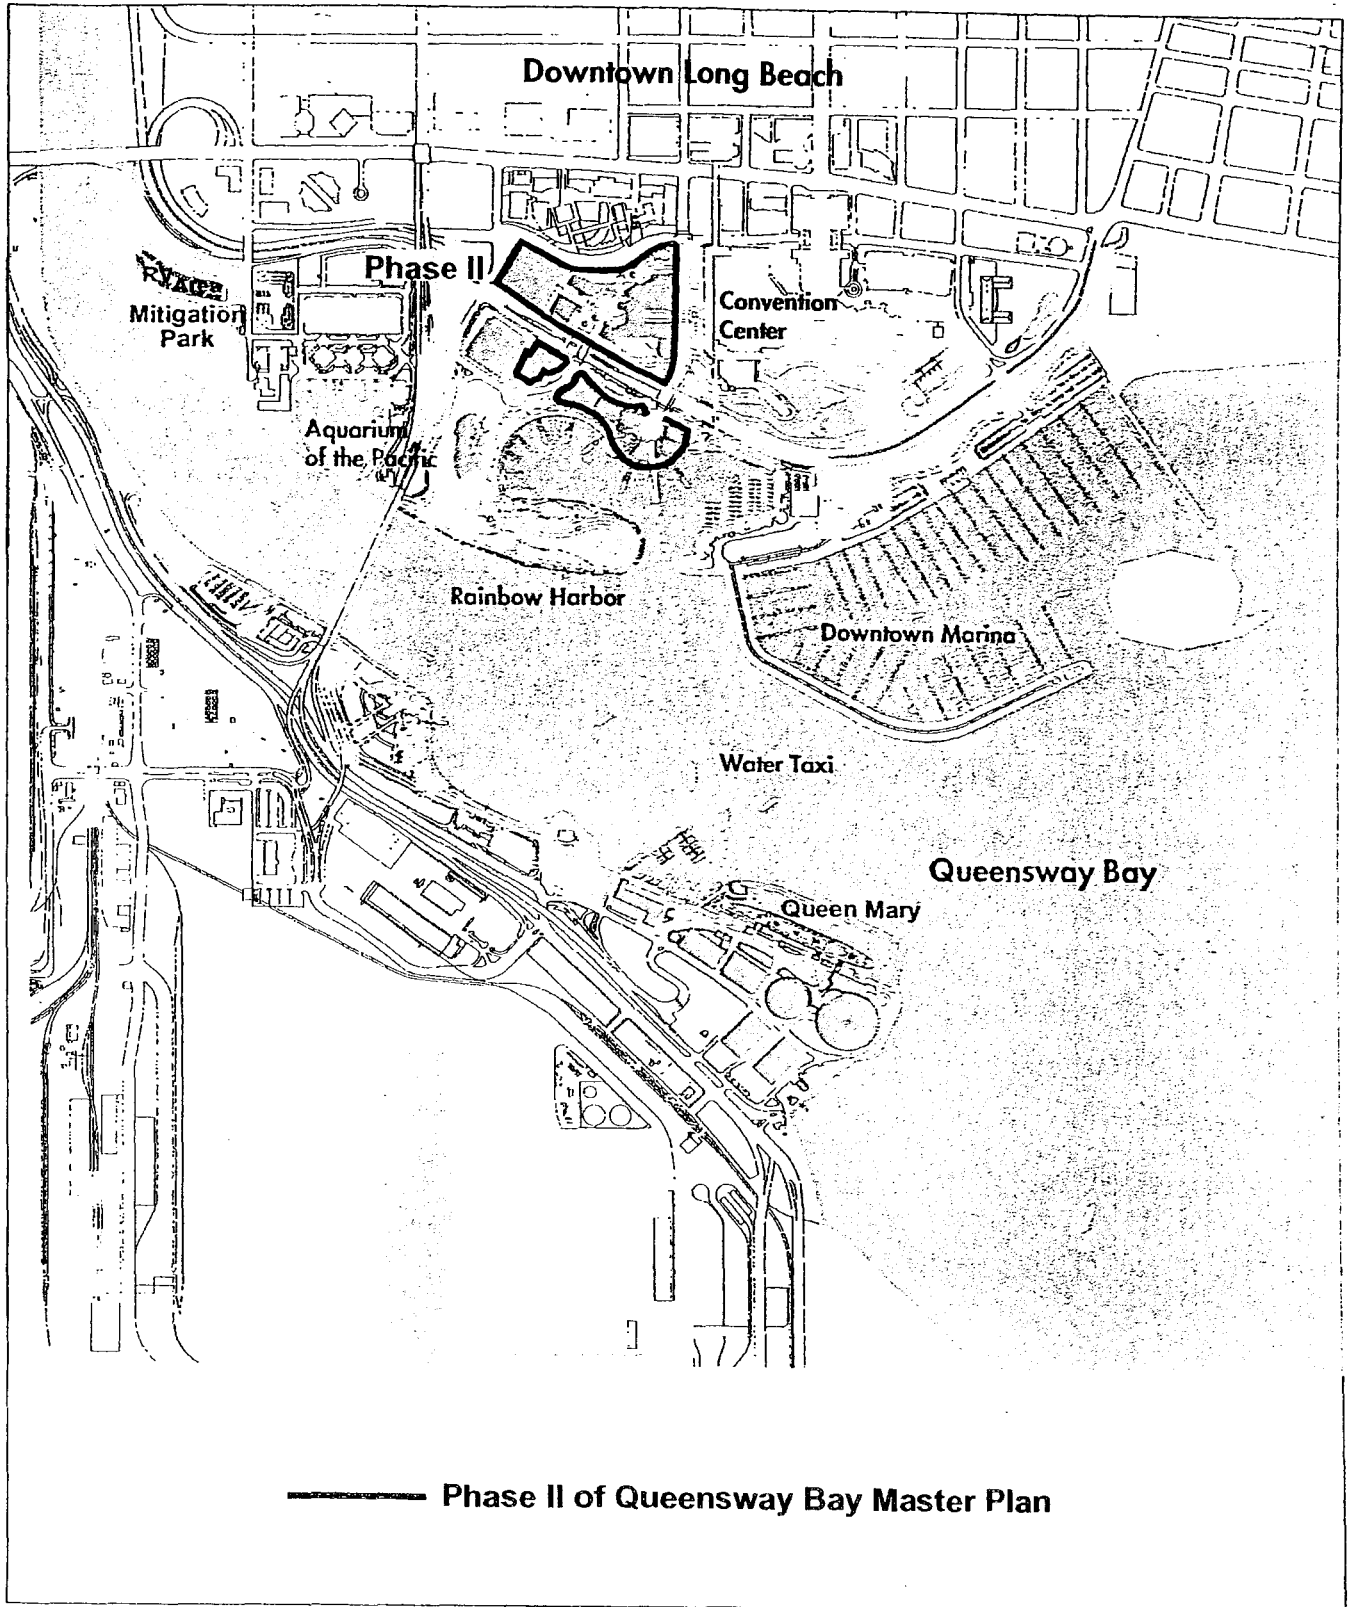 Downtown Long Beach
Phase II
RV Area
Mitigation
Park
Convention
Center
Aquarium
of the Pacific
Rainbow Harbor
Downtown Marina
Water Taxi
Queensway Bay
Queen Mary
Phase II of Queensway Bay Master Plan